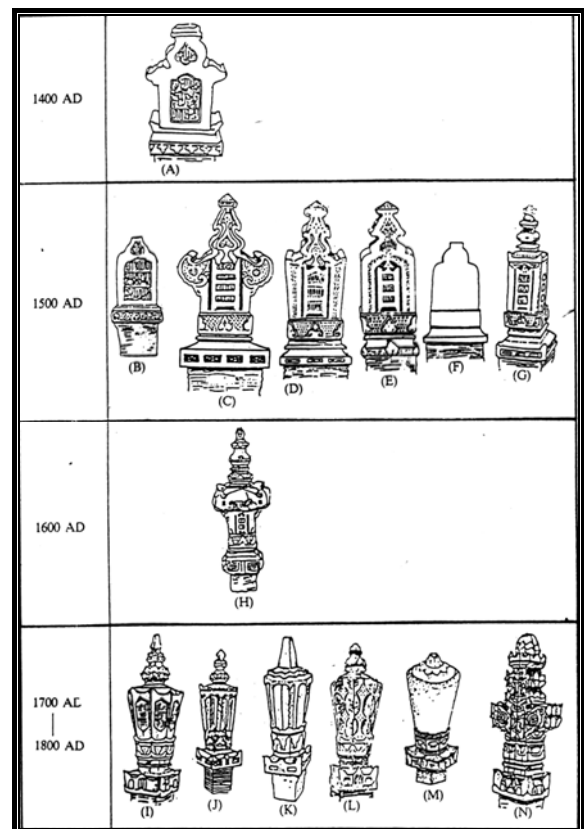 1400 AD
(A)
1500 AD
(B)
(C)
(D)
(E)
(F)
(G)
1600 AD
(H)
1700 AD
1800 AD
(I)
(J)
(K)
(L)
(M)
(N)